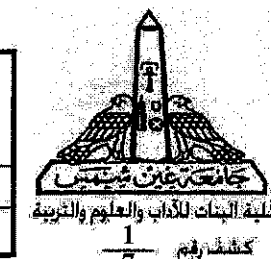 جامعة عين شمس
كلية البنات للآداب والعلوم والتربية
كشف رقم 1